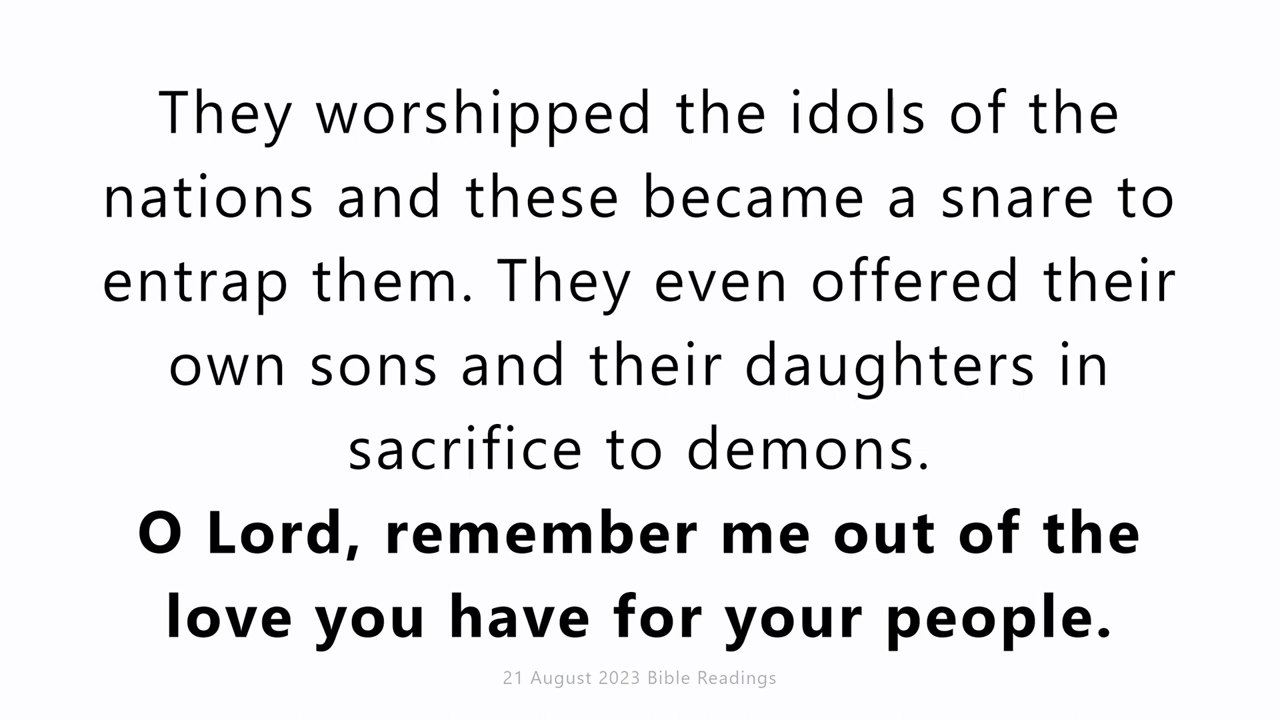 They worshipped the idols of the
nations and these became a snare to
entrap them. They even offered their
own sons and their daughters in
sacrifice to demons.
O Lord, remember me out of the
love you have for your people.
21 August 2023 Bible Readings